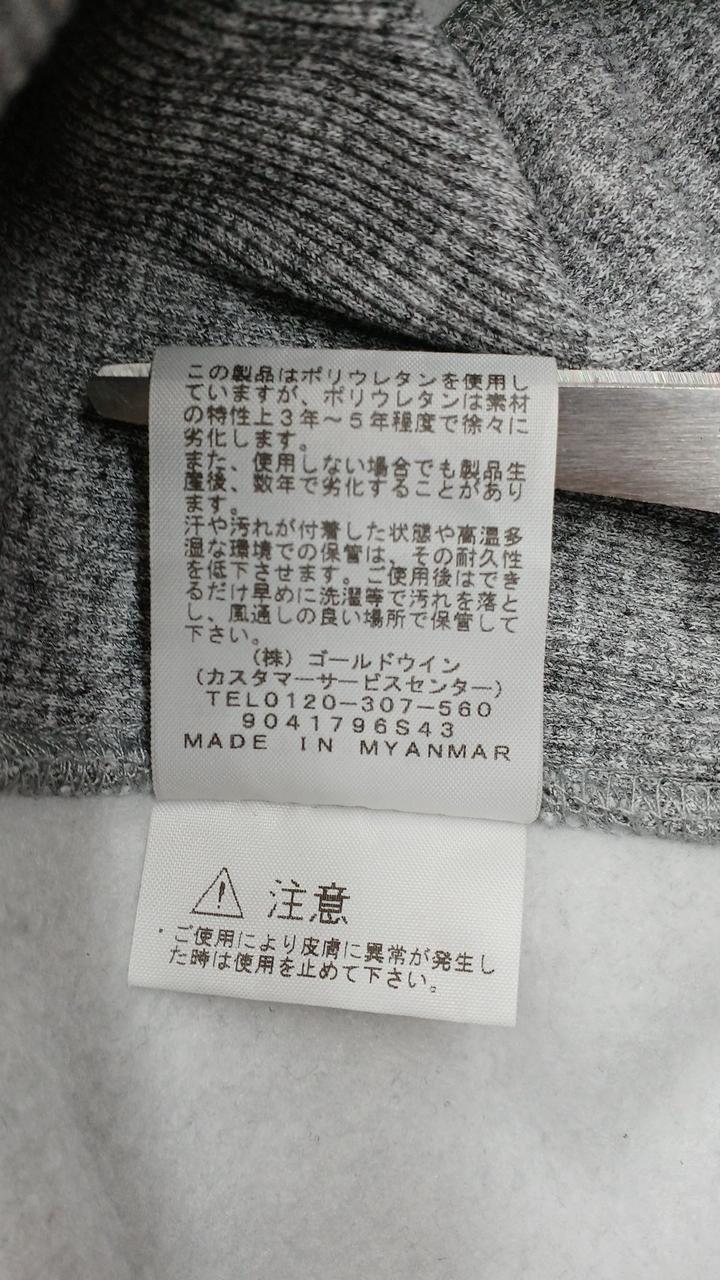 この製品はポリウレタンを使用し
ていますが、ポリウレタンは素材
の特性上3年〜5年程度で徐々に
劣化します。
また、使用しない場合でも製品生
産後、数年で劣化することがあり
ます。
汗や汚れが付着した状態や高温多
湿な環境での保管は、その耐久性
を低下させます。ご使用後はでき
るだけ早めに洗濯等で汚れを落と
し、風通しの良い場所で保管して
下さい。
(株)ゴールドウイン
(カスタマーサービスセンター)
TEL0120-307-560
9041796S43
MADE IN MYANMAR
注意
・ご使用により皮膚に異常が発生し
た時は使用を止めて下さい。